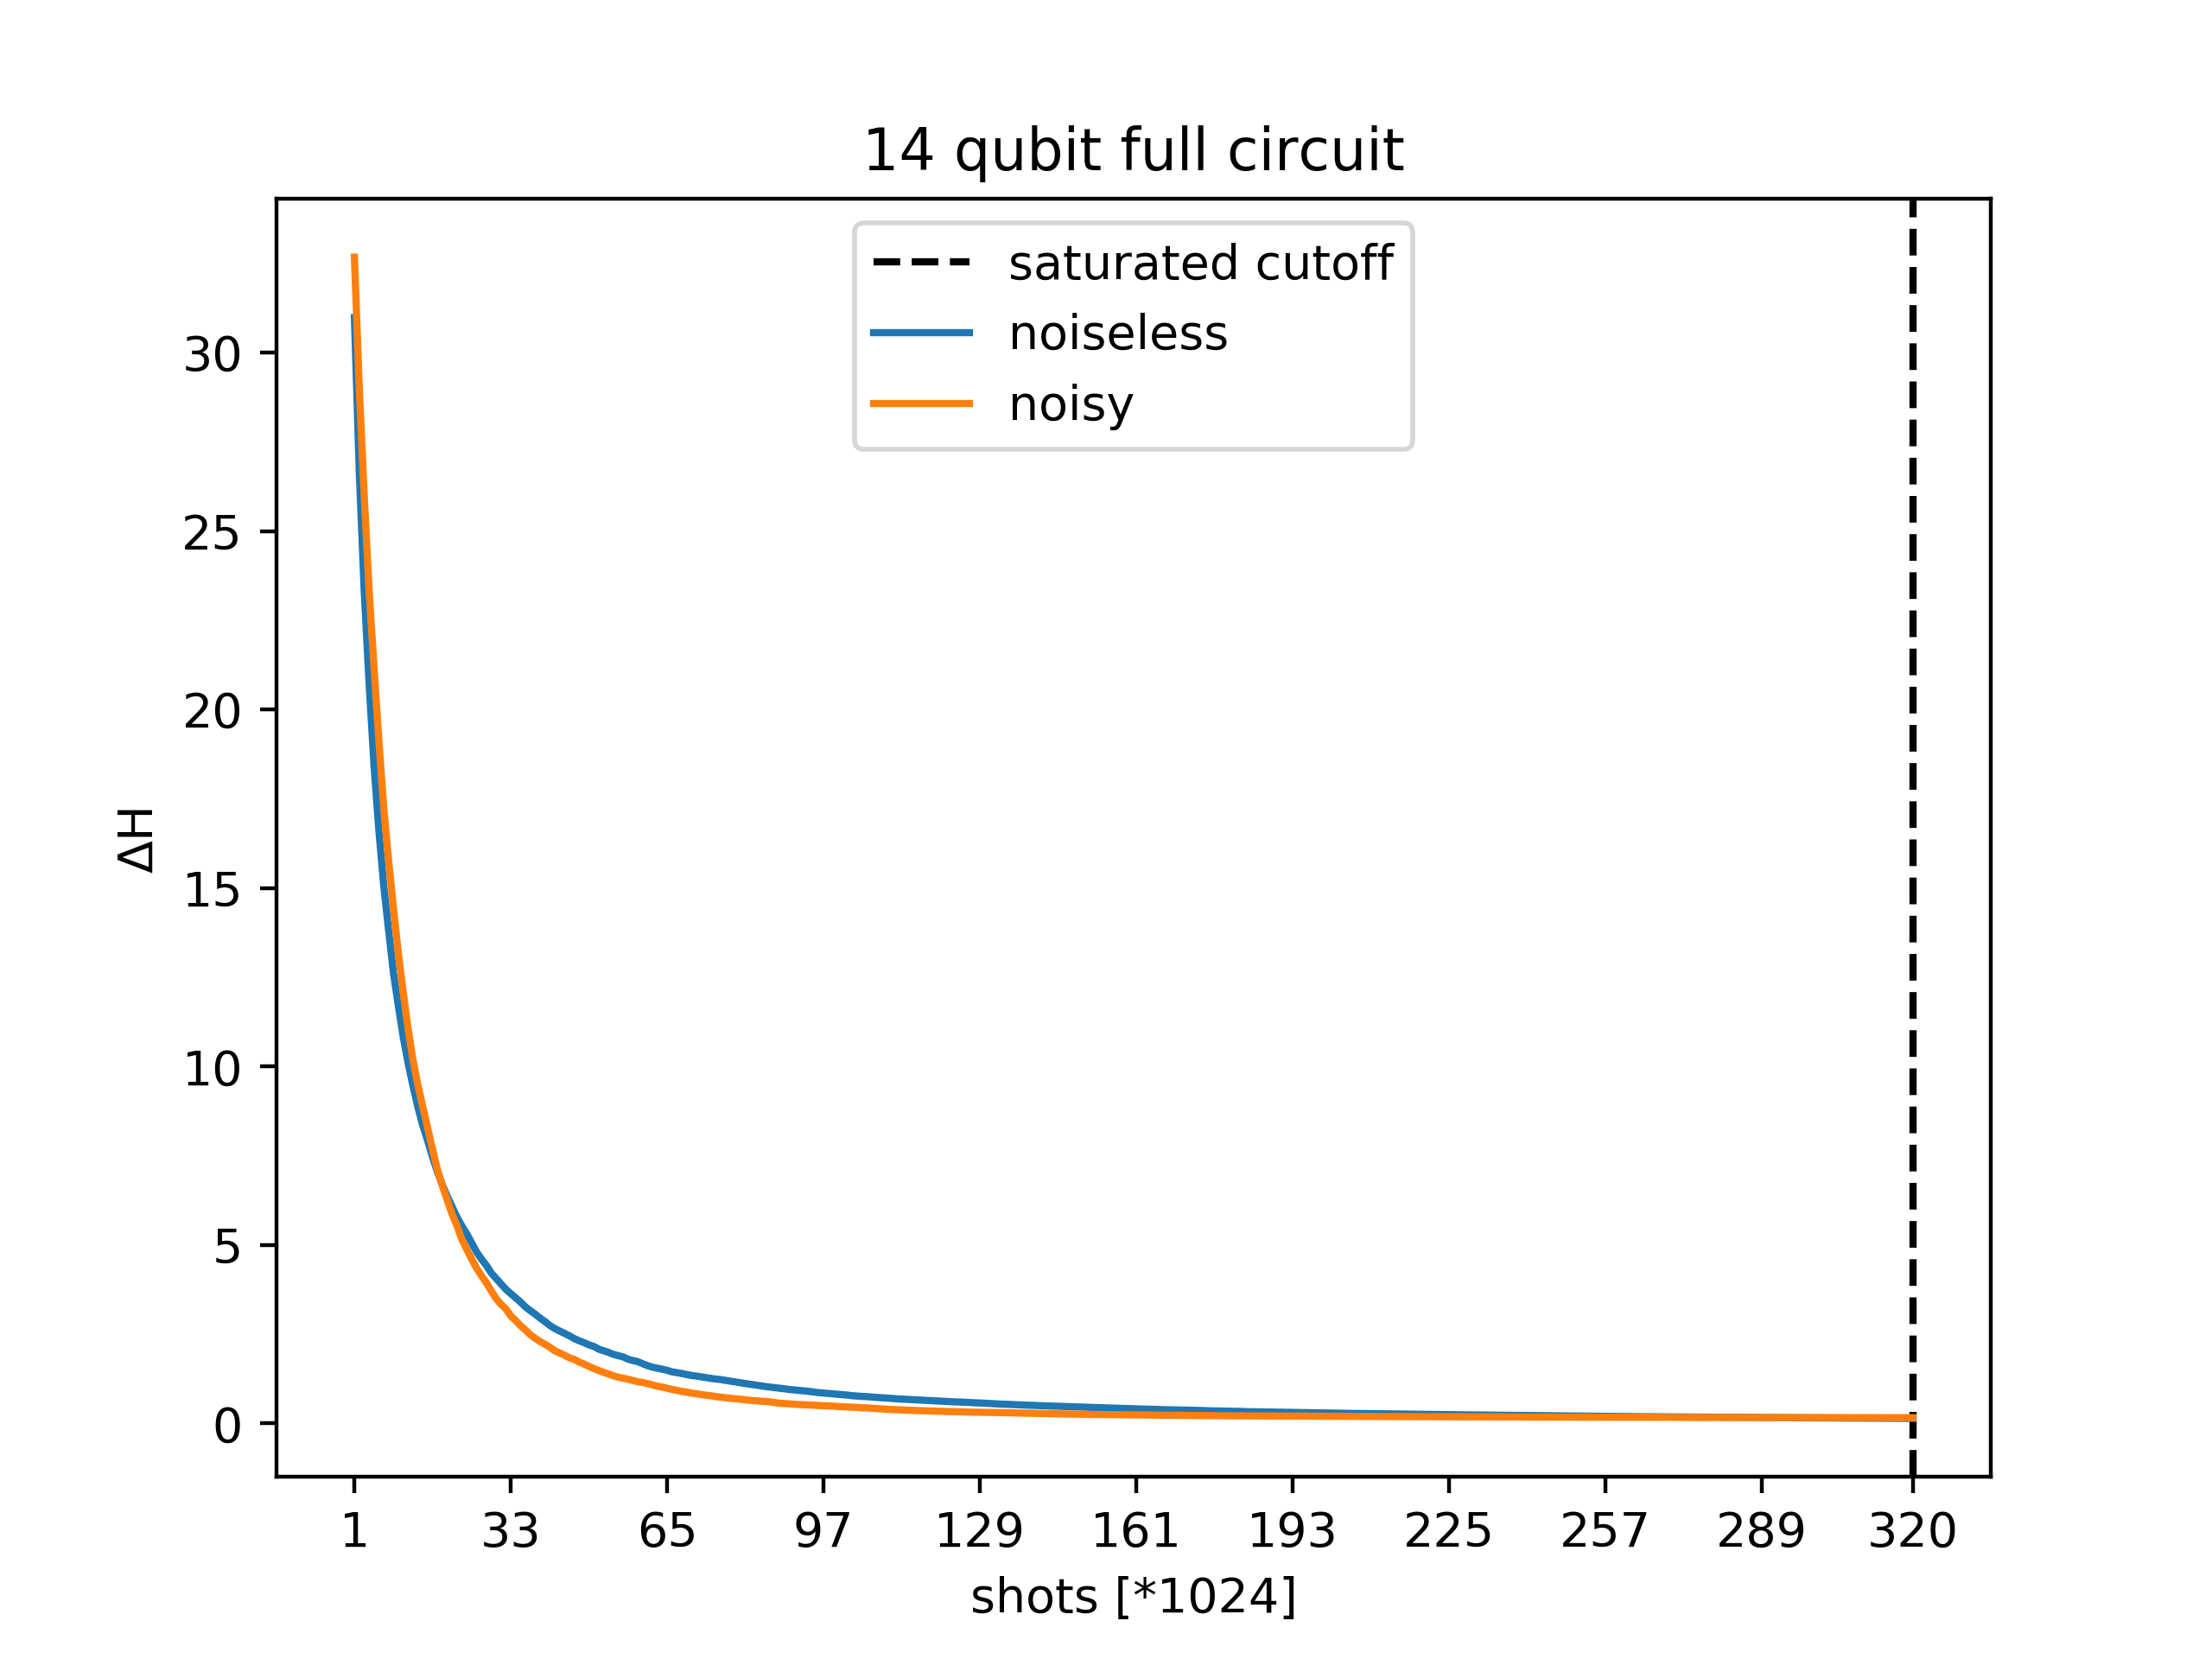 14 qubit full circuit
saturated cutoff
noiseless
noisy
30
25
20
15
10
5
0
ΔH
1 33 65 97 129 161 193 225 257 289 320
shots [*1024]